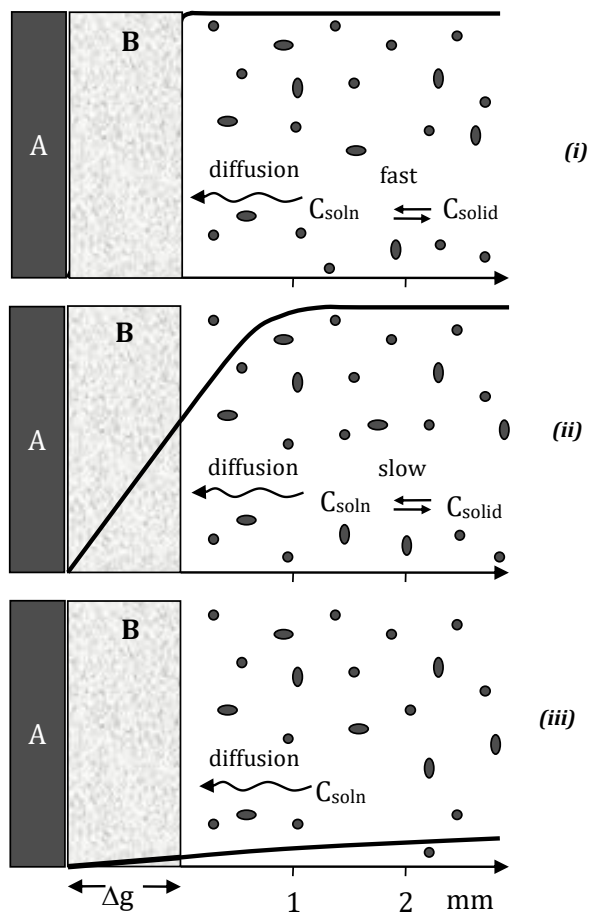 B
A
(i)
diffusion
fast
Csoln
Csolid
B
A
(ii)
diffusion
slow
Csoln
Csolid
B
A
(iii)
diffusion
Csoln
Δg
1
2
mm